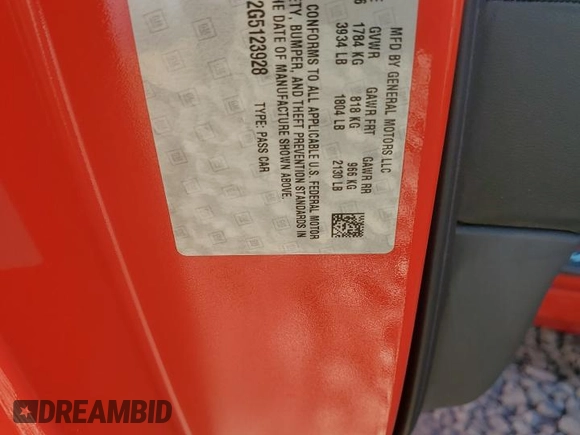 MFD BY GENERAL MOTORS LLC
GVWR GAWR FRT GAWR RR
1784 KG 818 KG 966 KG
3934 LB 1804 LB 2130 LB
CONFORMS TO ALL APPLICABLE U.S. FEDERAL MOTOR
BUMPER, AND THEFT PREVENTION STANDARDS IN
DATE OF MANUFACTURE SHOWN ABOVE.
2G5123928 TYPE: PASS CAR
DREAMBID